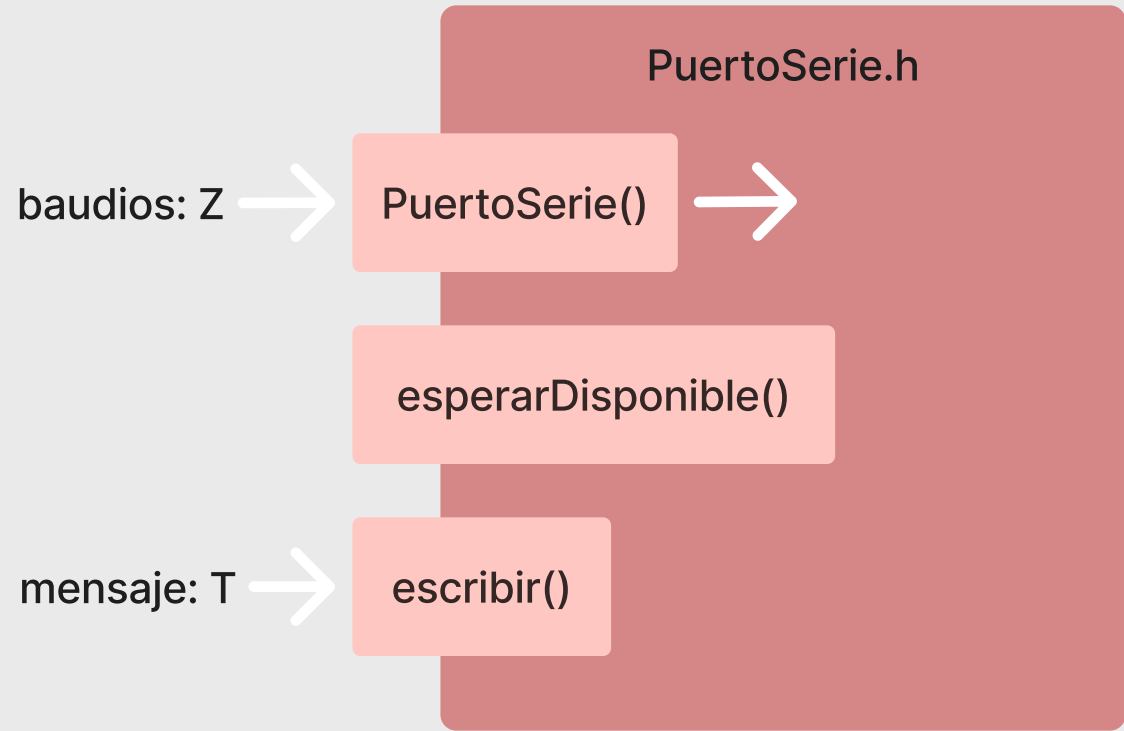 PuertoSerie.h
baudios: Z
PuertoSerie()
esperarDisponible()
mensaje: T
escribir()